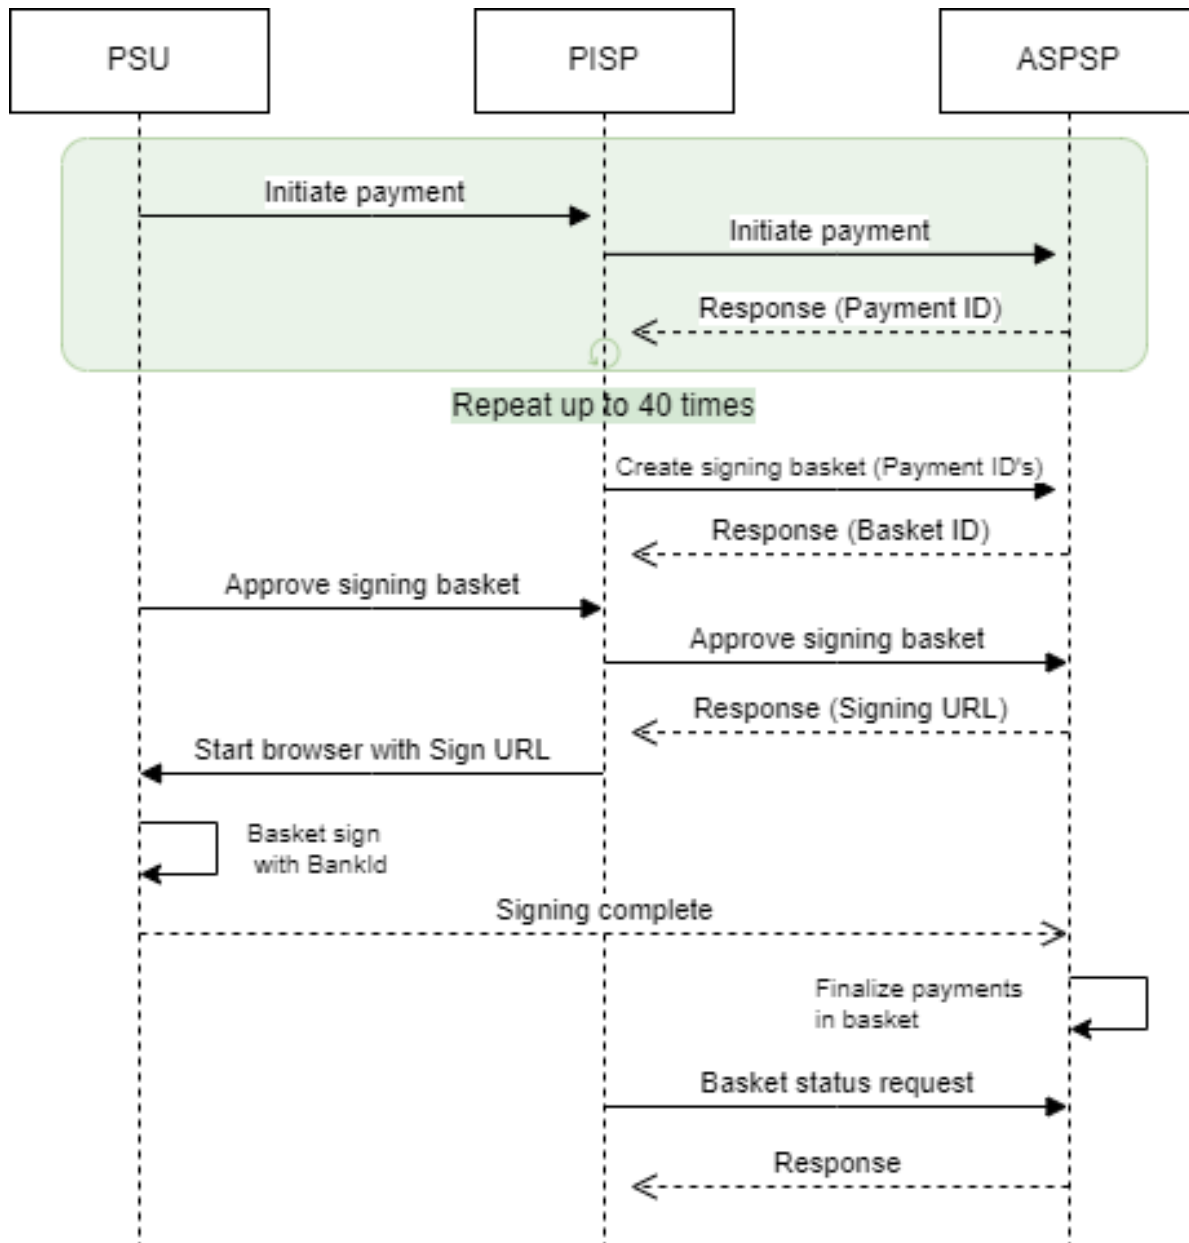 PSU
PISP
ASPSP
Initiate payment
Initiate payment
Response (Payment ID)
Repeat up to 40 times
Create signing basket (Payment ID's)
Response (Basket ID)
Approve signing basket
Approve signing basket
Response (Signing URL)
Start browser with Sign URL
Basket sign
with BankId
Signing complete
Finalize payments
in basket
Basket status request
Response